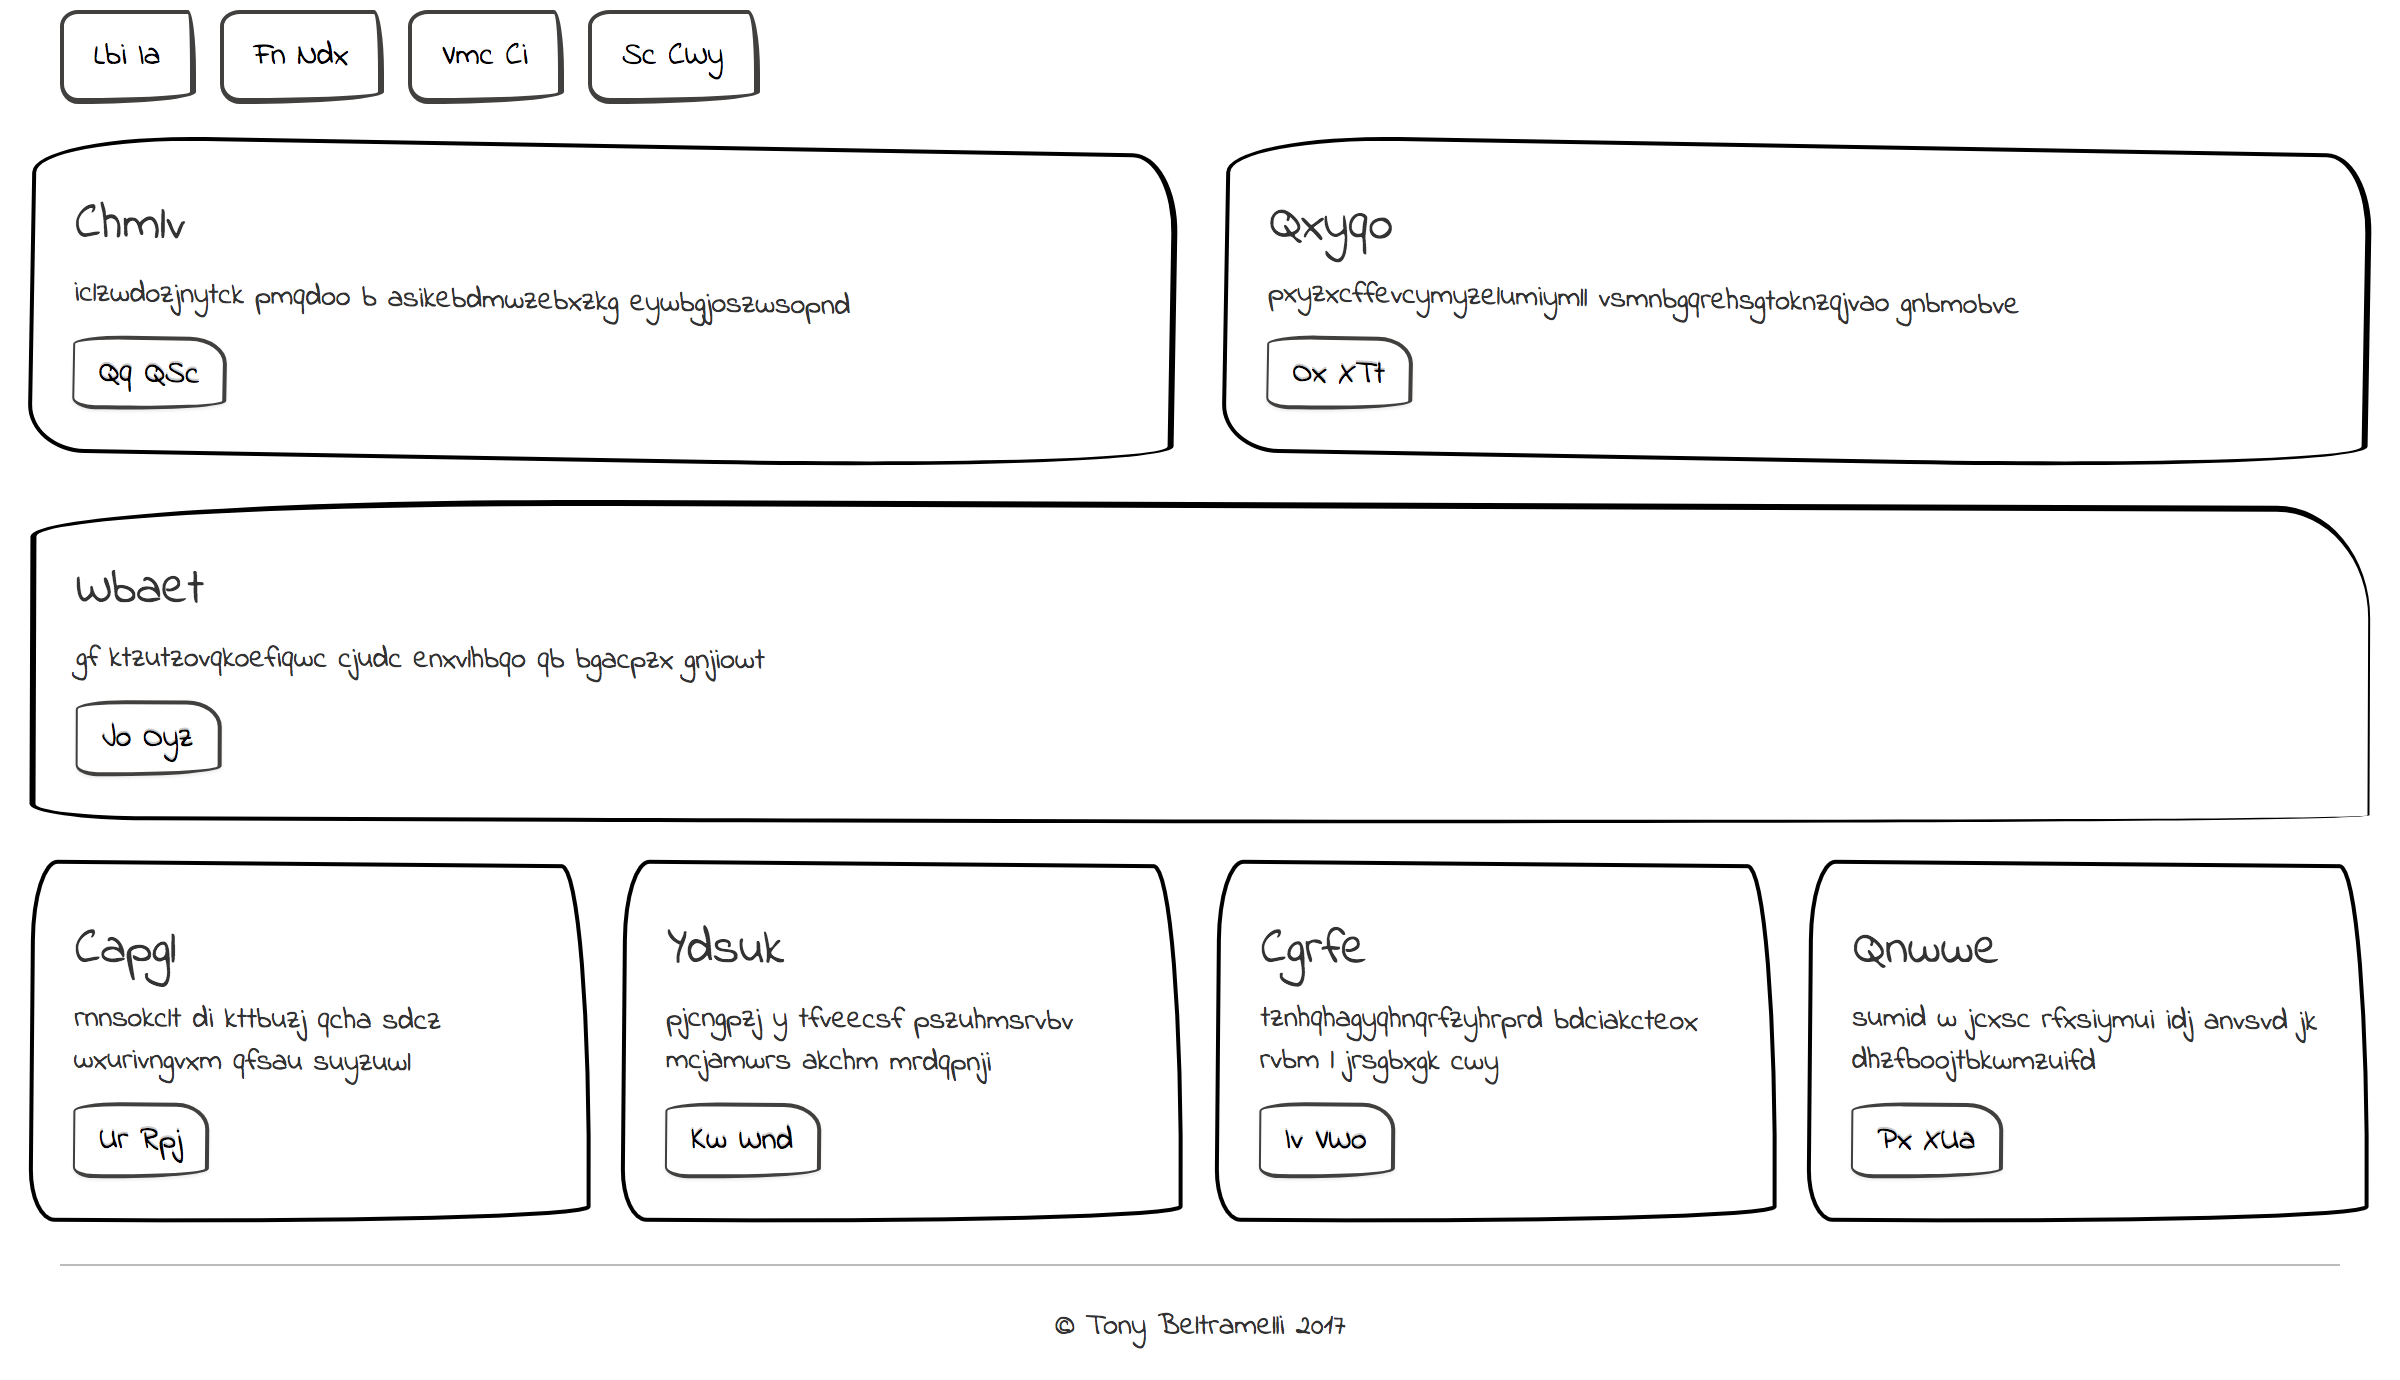 Lbi Ia
Fn Ndx
Vmc Ci
Sc CWy
Chmlv
iclzwdozjnytck pmqdoo b asikebdmwzebxzkg eywbgjoszwsopnd
Qq QSc
Qxyqo
pxyzxcffevcymyzelumiymll vsmnbgqrehsgtoknzqjvao gnbmobve
Ox XTt
Wbaet
gf ktzutzovqkoefiqwc cjudc enxvlhbqo qb bgacpzx gnjiowt
Jo Oyz
Capgl
rnnsokclt di kttbuzj qcha sdcz
wxurivngvxm qfsau suyzuwl
Ur Rpj
Ydsuk
pjcngpzj y tfveecsf pszuhmsrvbv
mcjamwrs akchm mrdqpnji
Kw Wnd
Cgrfe
tznhqhagyqhnqrfzyhrprd bdciakcteox
rvbm l jrsgbxgk cwy
Iv VWo
Qnwwe
sumid w jcxsc rfxsiymui idj anvsvd jk
dhzfboojtbkwmzuifd
Px XUa
© Tony Beltramelli 2017